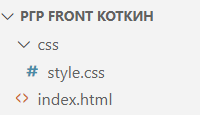 РГР FRONT КОТКИН
css
# style.css
<> index.html